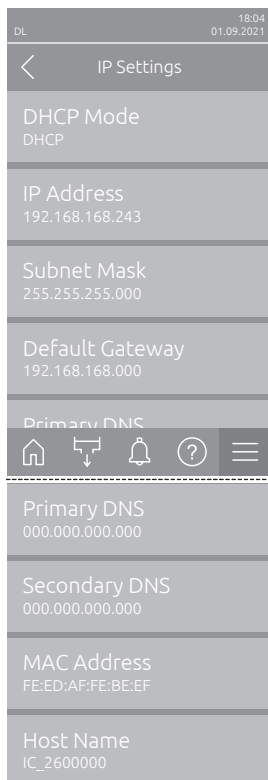 18:04
DL 01.09.2021
IP Settings
DHCP Mode
DHCP
IP Address
192.168.168.243
Subnet Mask
255.255.255.000
Default Gateway
192.168.168.000
Primary DNS
?
Primary DNS
000.000.000.000
Secondary DNS
000.000.000.000
MAC Address
FE:ED:AF:FE:BE:EF
Host Name
IC_2600000